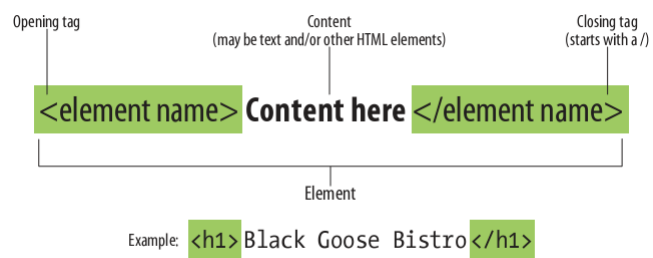 Opening tag
Content
(may be text and/or other HTML elements)
Closing tag
(starts with a /)
<element name> Content here </element name>
Element
Example: <h1>Black Goose Bistro</h1>